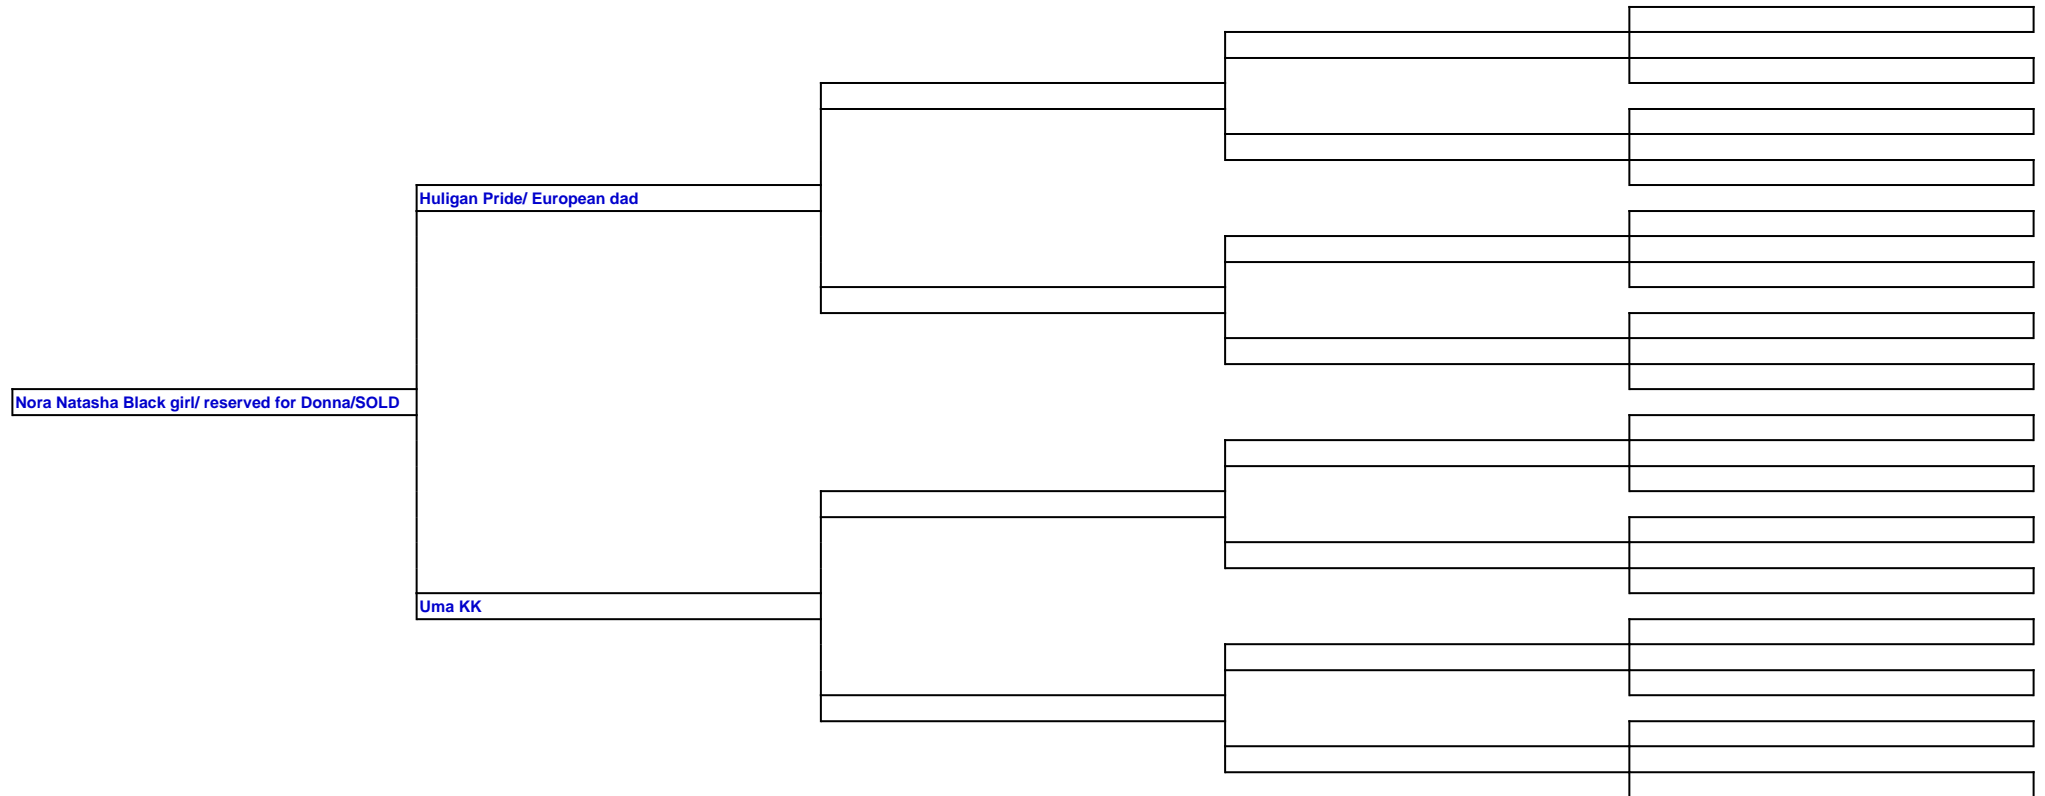 Huligan Pride/ European dad
Nora Natasha Black girl/ reserved for Donna/SOLD
Uma KK